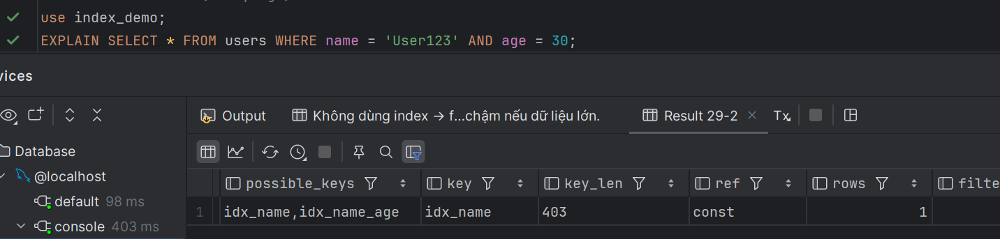 use index_demo;
EXPLAIN SELECT * FROM users WHERE name = 'User123' AND age = 30;
vices
Output
Không dùng index → f...chậm nếu dữ liệu lớn.
Result 29-2
Tx
Database
@localhost
default 98 ms
console 403 ms
possible_keys key key_len ref rows filte
1 idx_name,idx_name_age idx_name 403 const 1